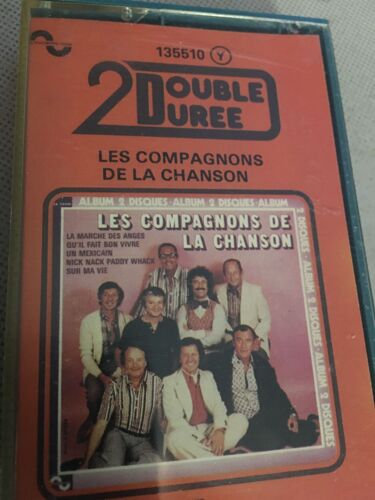 135510 Y
2 DOUBLE
DUREE
LES COMPAGNONS
DE LA CHANSON
ALBUM 2 DISQUES·ALBUM 2 DISQUES·ALBUM
2 DISQUES·ALBUM 2 DISQUES·ALBUM 2 DISQUES
LES COMPAGNONS DE
LA CHANSON
LA MARCHE DES ANGES
QU'IL FAIT BON VIVRE
UN MEXICAIN
NICK NACK PADDY WHACK
SUR MA VIE